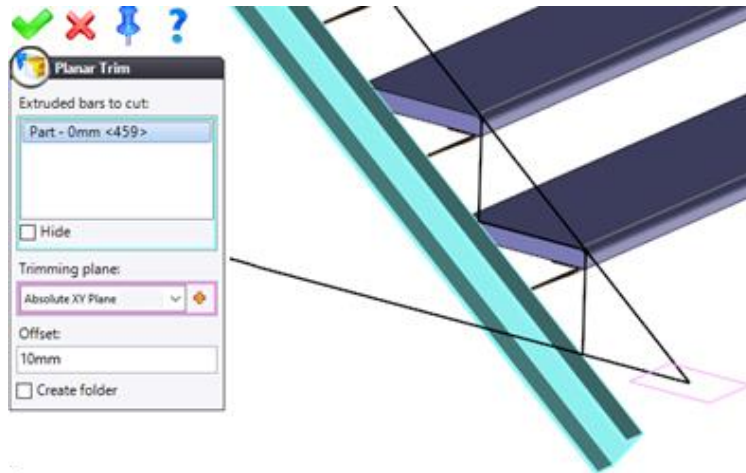 ?
Planar Trim
Extruded bars to cut:
Part - 0mm <459>
Hide
Trimming plane:
Absolute XY Plane
Offset:
10mm
Create folder